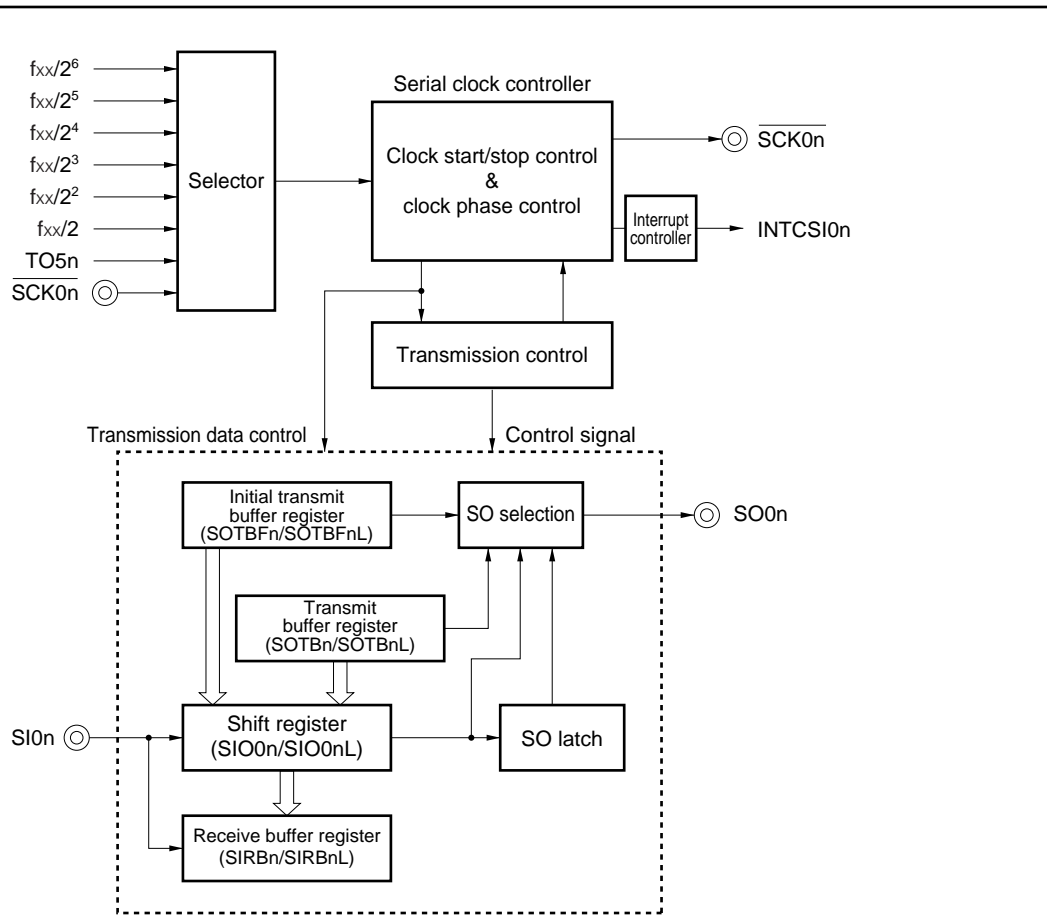 fxx/2⁶
fxx/2⁵
fxx/2⁴
fxx/2³
fxx/2²
fxx/2
TO5n
SCK0n
Selector
Serial clock controller
Clock start/stop control
&
clock phase control
SCK0n
Interrupt
controller
INTCSI0n
Transmission control
Transmission data control
Control signal
Initial transmit
buffer register
(SOTBFn/SOTBFnL)
SO selection
SO0n
Transmit
buffer register
(SOTBn/SOTBnL)
SI0n
Shift register
(SIO0n/SIO0nL)
SO latch
Receive buffer register
(SIRBn/SIRBnL)